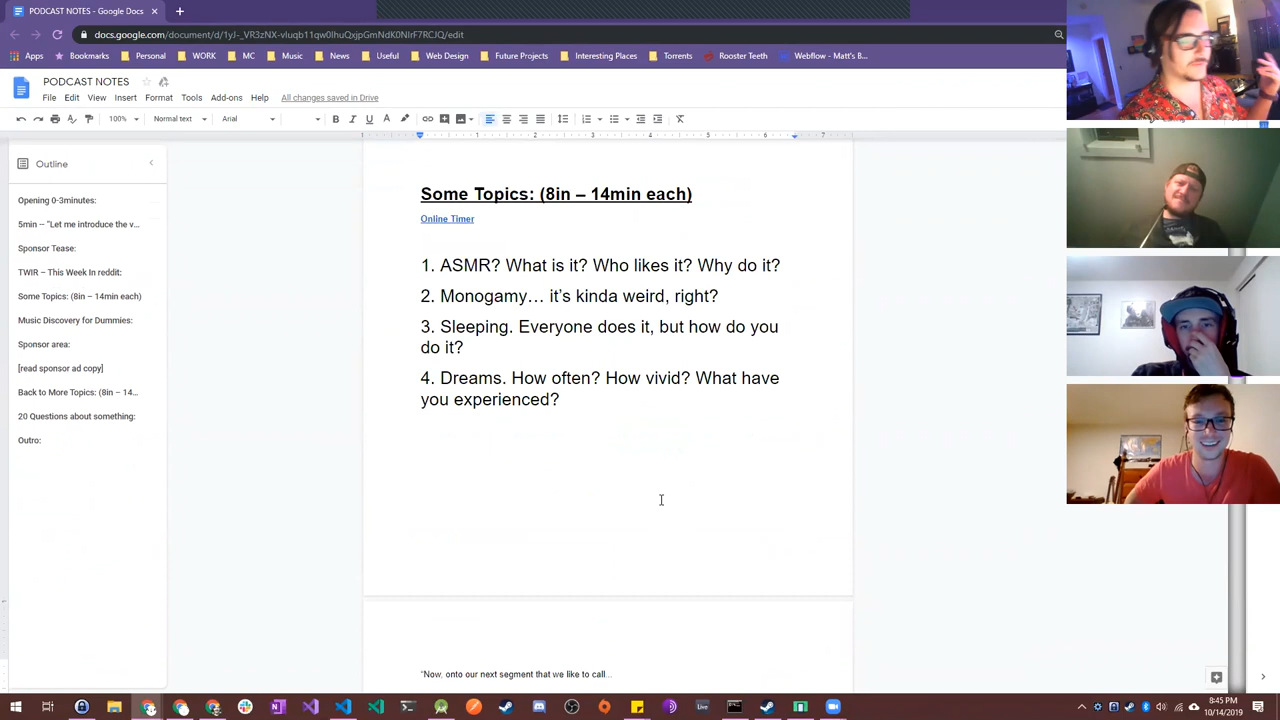 PODCAST NOTES
docs.google.com/document/d/1yJ-_VR3zNX-vluqb11qw0lhuQxjpGmNdK0NIrF7RCJQ/edit
Apps Bookmarks Personal WORK MC Music News Useful Web Design Future Projects Interesting Places Torrents Rooster Teeth Webflow - Matt's B...
PODCAST NOTES
File Edit View Insert Format Tools Add-ons Help All changes saved in Drive
100% Normal text Arial B I U A
1 1 2 3 4 5 6 7
Outline
Opening 0-3minutes:
5min -- "Let me introduce the v...
Sponsor Tease:
TWIR – This Week In reddit:
Some Topics: (8in – 14min each)
Music Discovery for Dummies:
Sponsor area:
[read sponsor ad copy]
Back to More Topics: (8in – 14...
20 Questions about something:
Outro:
Some Topics: (8in – 14min each)
Online Timer
1. ASMR? What is it? Who likes it? Why do it?
2. Monogamy… it's kinda weird, right?
3. Sleeping. Everyone does it, but how do you
do it?
4. Dreams. How often? How vivid? What have
you experienced?
"Now, onto our next segment that we like to call...
8:45 PM
10/14/2019